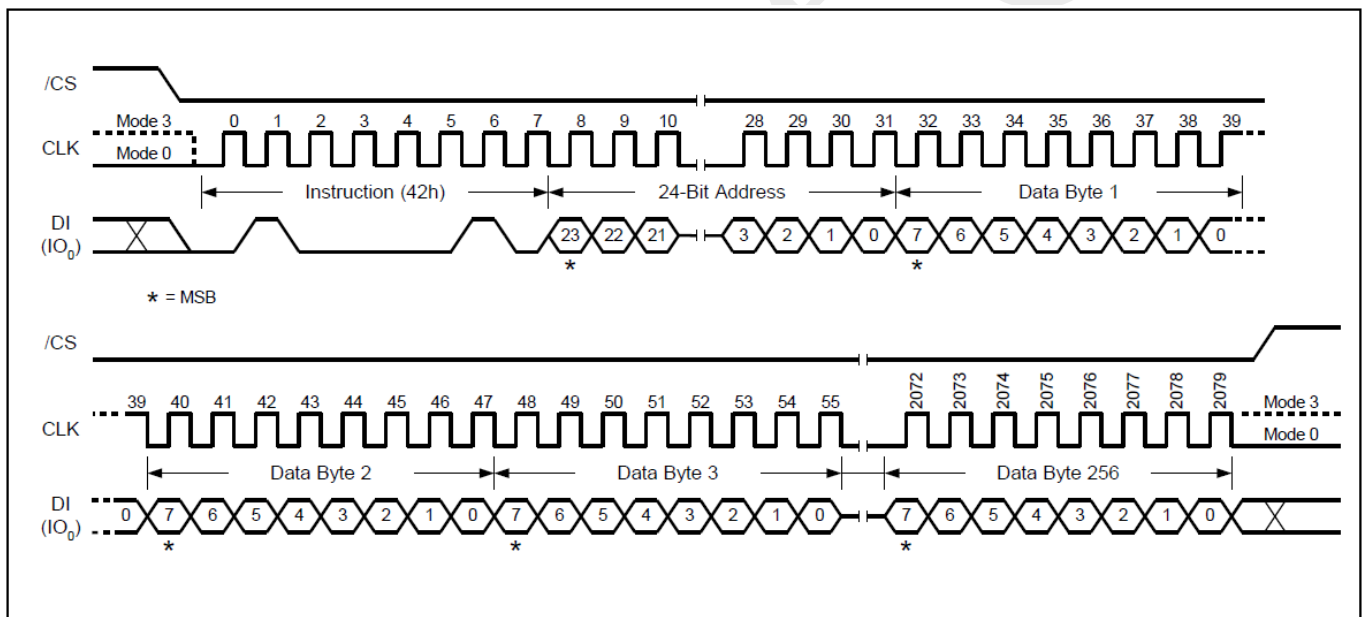 /CS
Mode 3 0 1 2 3 4 5 6 7 8 9 10 28 29 30 31 32 33 34 35 36 37 38 39
CLK
Mode 0
Instruction (42h) 24-Bit Address Data Byte 1
DI
(IO0) 23 22 21 3 2 1 0 7 6 5 4 3 2 1 0
* *
* = MSB
/CS
39 40 41 42 43 44 45 46 47 48 49 50 51 52 53 54 55 2072 2073 2074 2075 2076 2077 2078 2079 Mode 3
CLK
Mode 0
Data Byte 2 Data Byte 3 Data Byte 256
DI
(IO0) 0 7 6 5 4 3 2 1 0 7 6 5 4 3 2 1 0 7 6 5 4 3 2 1 0
* * *